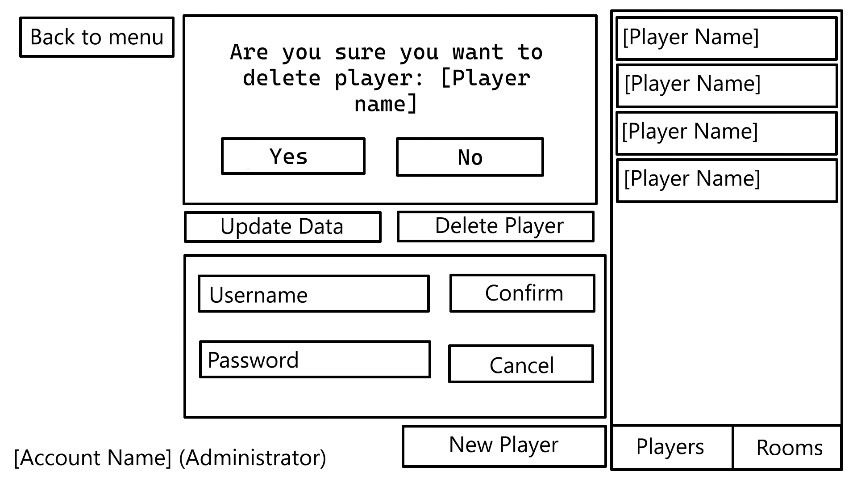 Back to menu
Are you sure you want to
delete player: [Player
name]
Yes
No
Update Data
Delete Player
Username
Confirm
Password
Cancel
New Player
[Account Name] (Administrator)
[Player Name]
[Player Name]
[Player Name]
[Player Name]
Players
Rooms